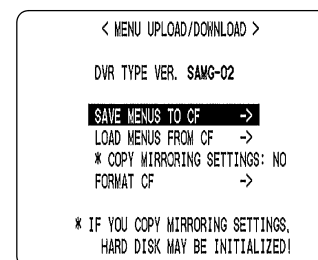 < MENU UPLOAD/DOWNLOAD >
DVR TYPE VER. SAMG-02
SAVE MENUS TO CF ->
LOAD MENUS FROM CF ->
* COPY MIRRORING SETTINGS: NO
FORMAT CF ->
* IF YOU COPY MIRRORING SETTINGS,
HARD DISK MAY BE INITIALIZED!